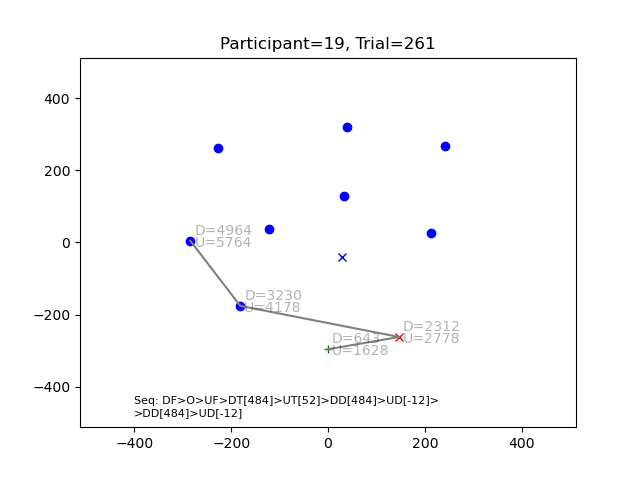 Participant=19, Trial=261
400
200
0
−200
−400
D=4964
U=5764
D=3230
U=4178
D=2312
U=2778
D=643
U=1628
Seq: DF>O>UF>DT[484]>UT[52]>DD[484]>UD[-12]>
>DD[484]>UD[-12]
−400 −200 0 200 400